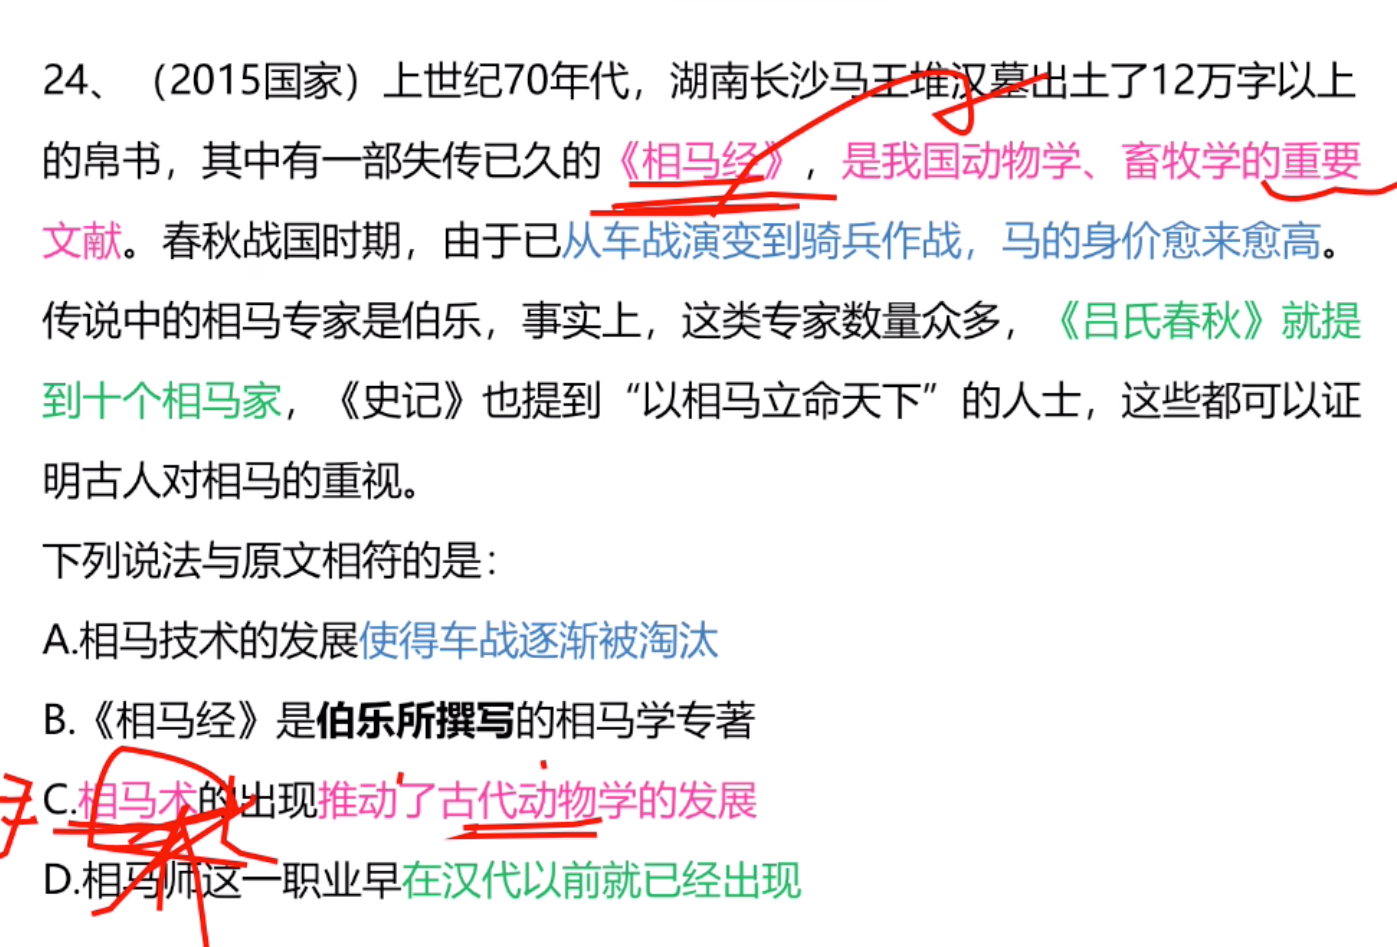 24、（2015国家）上世纪70年代，湖南长沙马王堆汉墓出土了12万字以上
的帛书，其中有一部失传已久的《相马经》，是我国动物学、畜牧学的重要
文献。春秋战国时期，由于已从车战演变到骑兵作战，马的身价愈来愈高。
传说中的相马专家是伯乐，事实上，这类专家数量众多，《吕氏春秋》就提
到十个相马家，《史记》也提到“以相马立命天下”的人士，这些都可以证
明古人对相马的重视。
下列说法与原文相符的是：
A.相马技术的发展使得车战逐渐被淘汰
B.《相马经》是伯乐所撰写的相马学专著
C.相马术的出现推动了古代动物学的发展
D.相马师这一职业早在汉代以前就已经出现